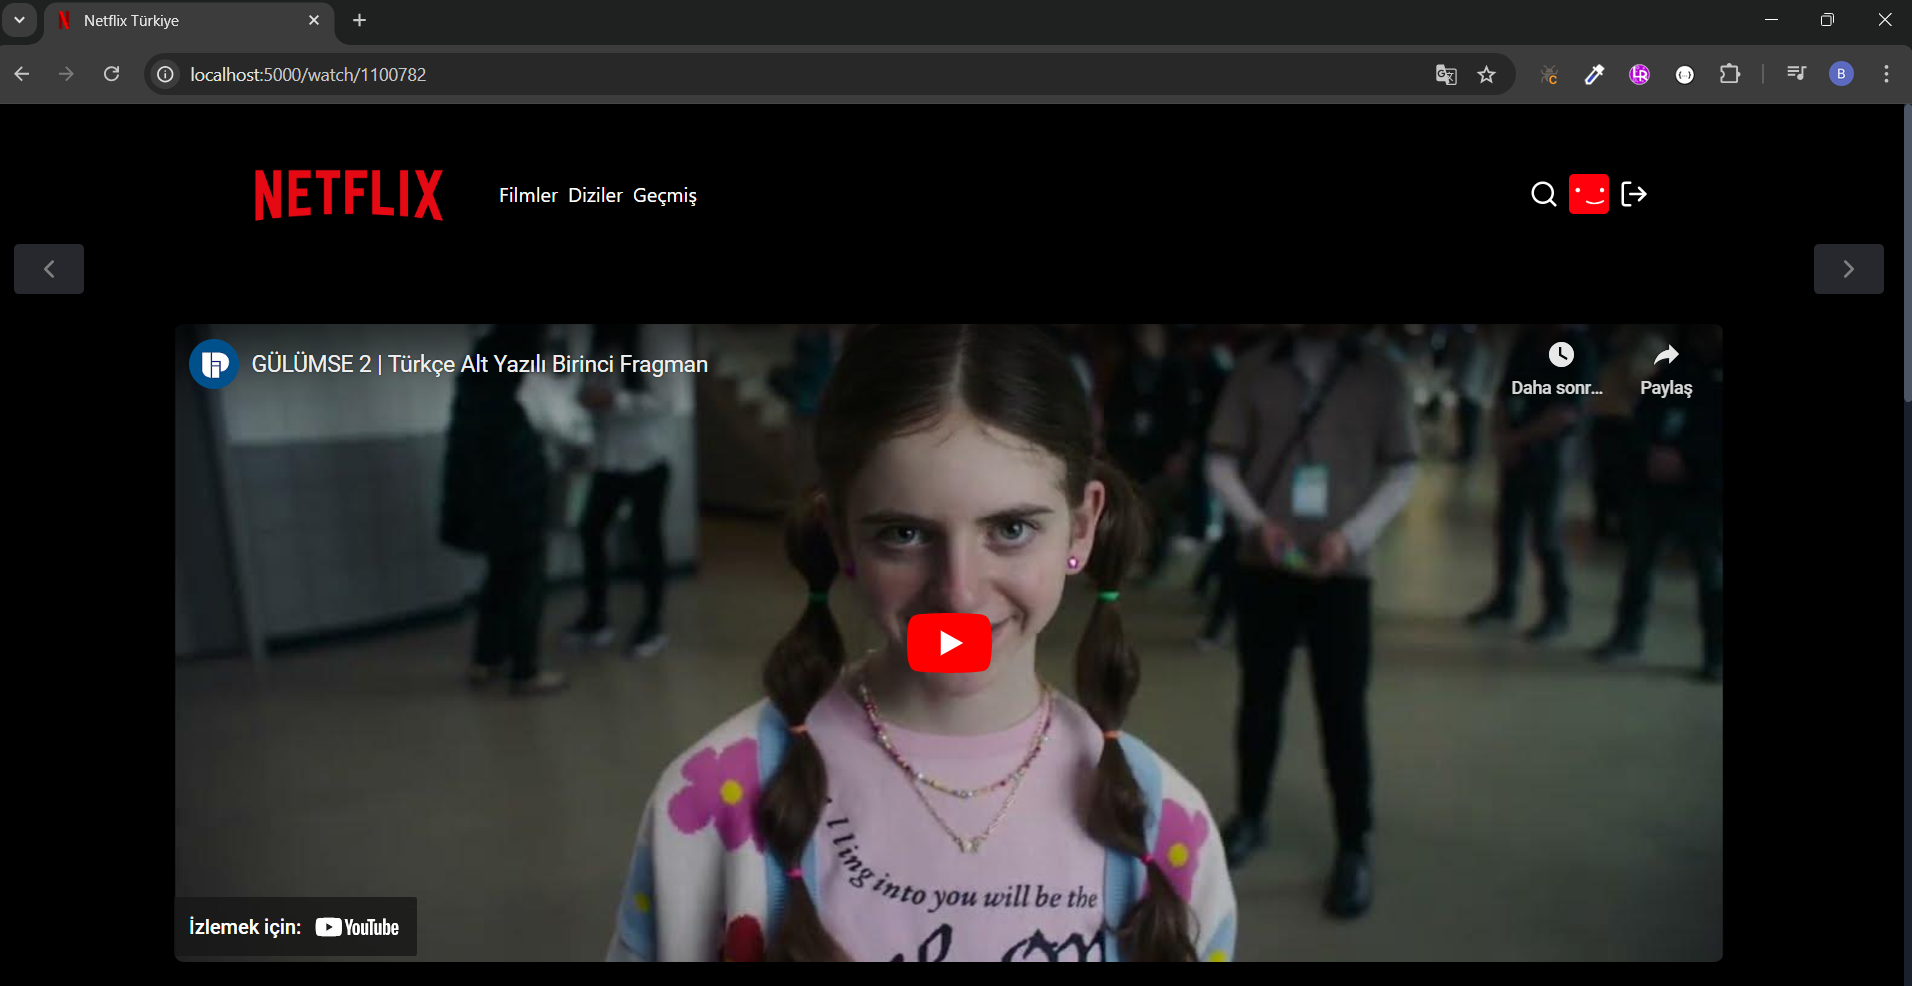 Netflix Türkiye
localhost:5000/watch/1100782
B
NETFLIX
Filmler Diziler Geçmiş
GÜLÜMSE 2 | Türkçe Alt Yazılı Birinci Fragman
Daha sonr...
Paylaş
lling into you will be the
İzlemek için: YouTube